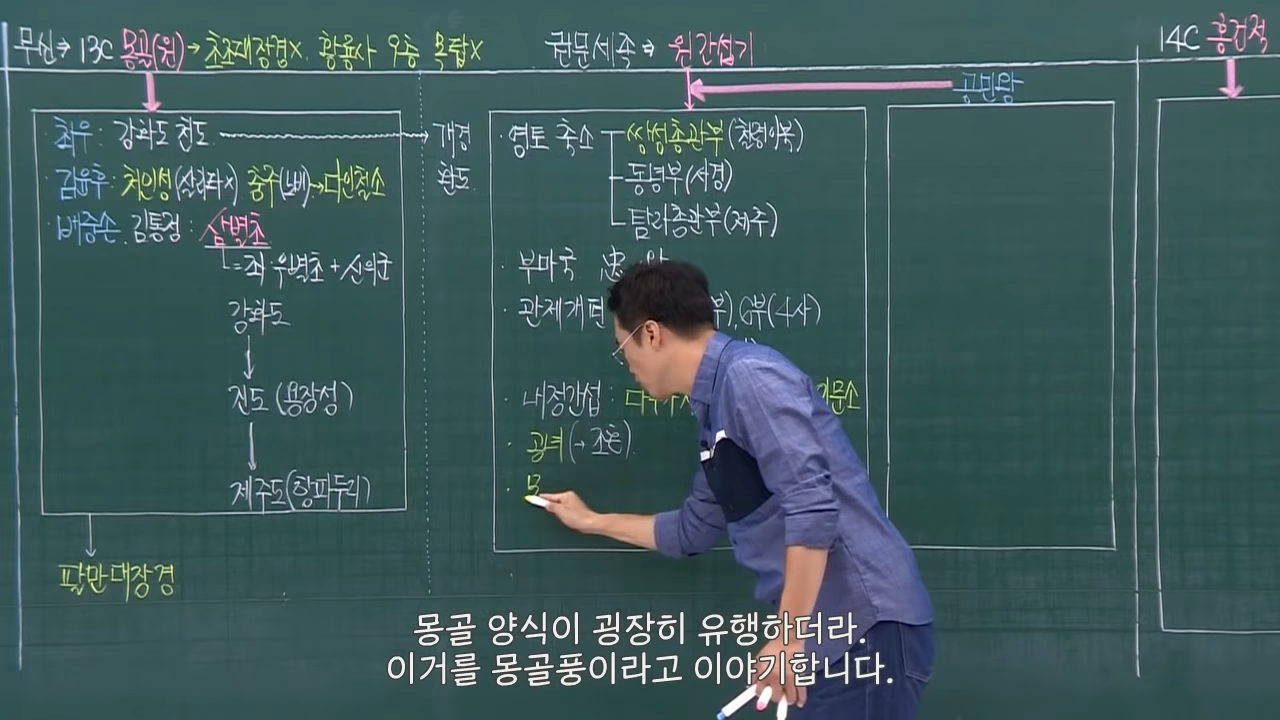 무신⇒ 13C 몽골(원)→초조대장경X. 황룡사 9층 목탑X
권문세족⇒ 원간섭기
14C 홍건적
공민왕
최우: 강화도 천도
개경
환도
·김윤후: 처인성(살리타X) 충주(노비)→다인철소
·배중손. 김통정: 삼별초
= 좌·우별초 + 신의군
강화도
진도(용장성)
제주도(항파두리)
팔만대장경
·영토 축소
쌍성총관부(철령이북)
동녕부(서경)
탐라총관부(제주)
·부마국 忠
·관제개편
부), 6부(4사)
·내정간섭:
·공녀(→조혼)
몽골 양식이 굉장히 유행하더라.
이거를 몽골풍이라고 이야기합니다.